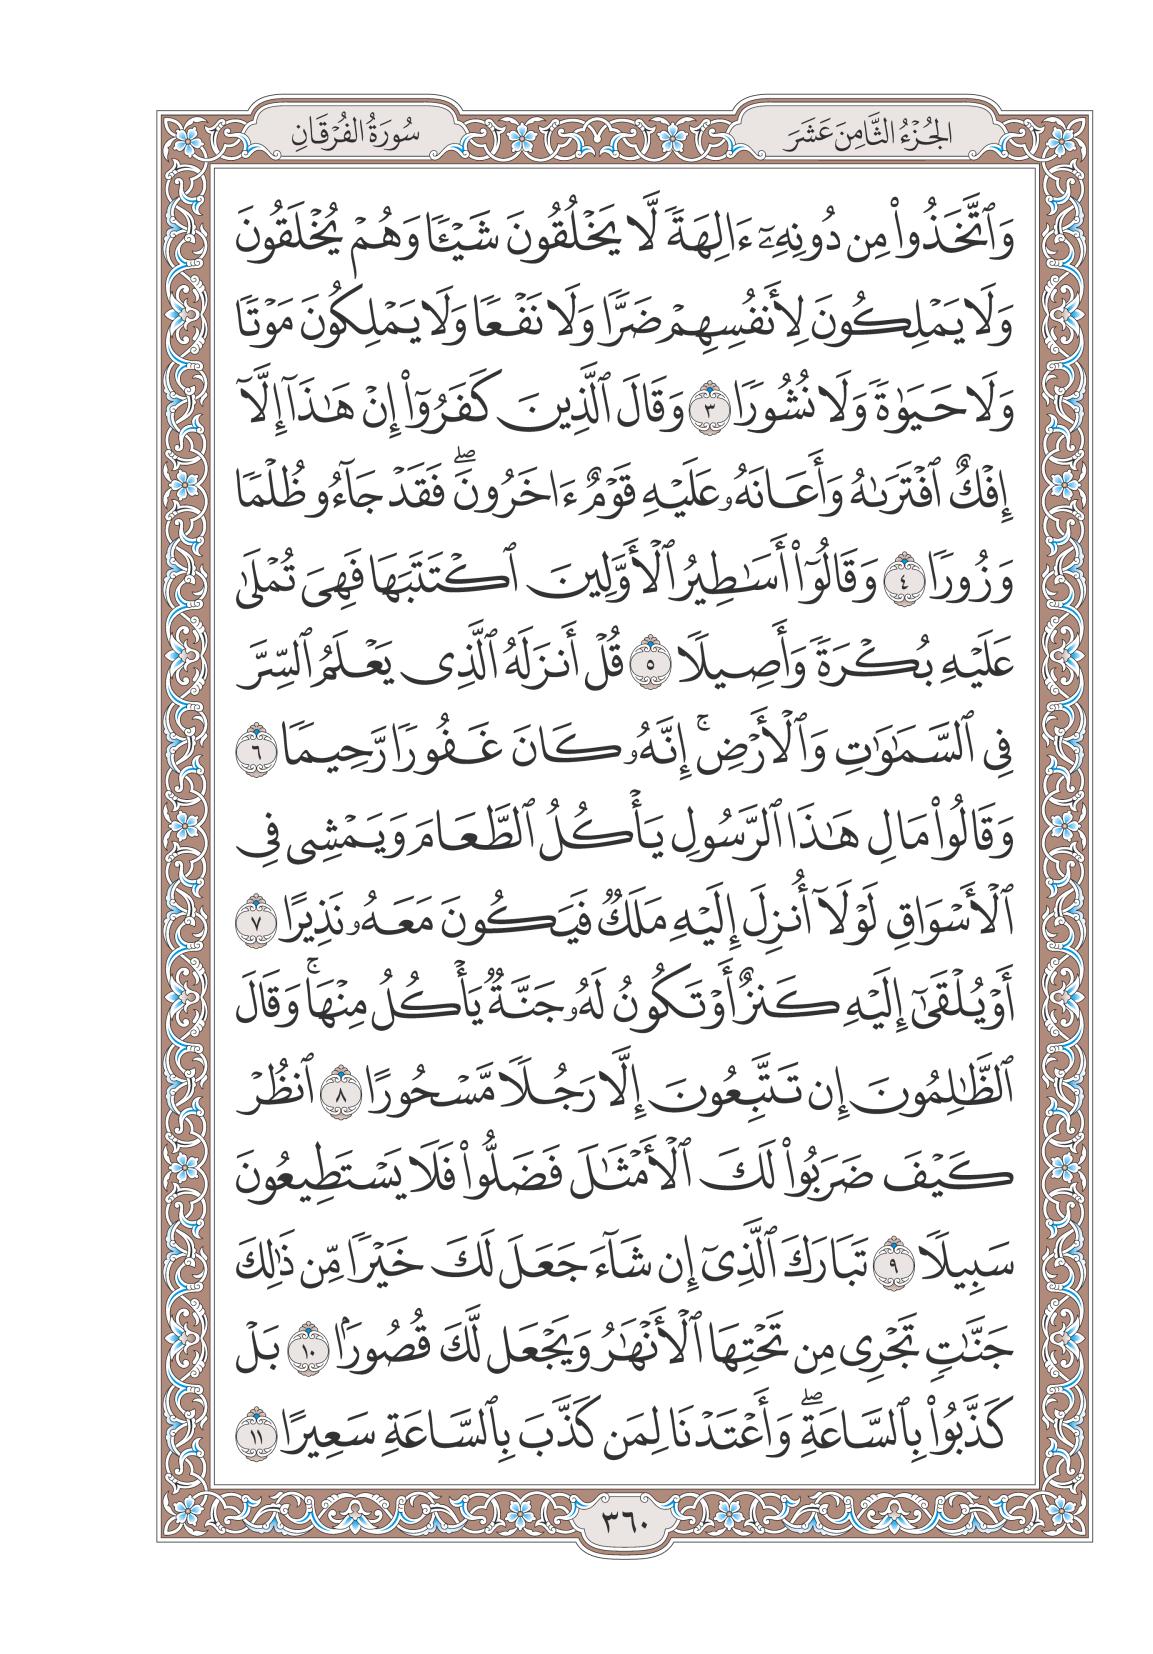 الجُزْءُ الثَّامِنَ عَشَرَ
سُورَةُ الفُرْقَانِ
وَٱتَّخَذُوا۟ مِن دُونِهِۦٓ ءَالِهَةً لَّا يَخْلُقُونَ شَيْـًٔا وَهُمْ يُخْلَقُونَ
وَلَا يَمْلِكُونَ لِأَنفُسِهِمْ ضَرًّا وَلَا نَفْعًا وَلَا يَمْلِكُونَ مَوْتًا
وَلَا حَيَوٰةً وَلَا نُشُورًا ٣ وَقَالَ ٱلَّذِينَ كَفَرُوٓا۟ إِنْ هَـٰذَآ إِلَّآ
إِفْكٌ ٱفْتَرَىٰهُ وَأَعَانَهُۥ عَلَيْهِ قَوْمٌ ءَاخَرُونَ ۖ فَقَدْ جَآءُو ظُلْمًا
وَزُورًا ٤ وَقَالُوٓا۟ أَسَـٰطِيرُ ٱلْأَوَّلِينَ ٱكْتَتَبَهَا فَهِىَ تُمْلَىٰ
عَلَيْهِ بُكْرَةً وَأَصِيلًا ٥ قُلْ أَنزَلَهُ ٱلَّذِى يَعْلَمُ ٱلسِّرَّ
فِى ٱلسَّمَـٰوَٰتِ وَٱلْأَرْضِ ۚ إِنَّهُۥ كَانَ غَفُورًا رَّحِيمًا ٦
وَقَالُوا۟ مَالِ هَـٰذَا ٱلرَّسُولِ يَأْكُلُ ٱلطَّعَامَ وَيَمْشِى فِى
ٱلْأَسْوَاقِ لَوْلَآ أُنزِلَ إِلَيْهِ مَلَكٌ فَيَكُونَ مَعَهُۥ نَذِيرًا ٧
أَوْ يُلْقَىٰٓ إِلَيْهِ كَنزٌ أَوْ تَكُونُ لَهُۥ جَنَّةٌ يَأْكُلُ مِنْهَا ۚ وَقَالَ
ٱلظَّـٰلِمُونَ إِن تَتَّبِعُونَ إِلَّا رَجُلًا مَّسْحُورًا ٨ ٱنظُرْ
كَيْفَ ضَرَبُوا۟ لَكَ ٱلْأَمْثَـٰلَ فَضَلُّوا۟ فَلَا يَسْتَطِيعُونَ
سَبِيلًا ٩ تَبَارَكَ ٱلَّذِىٓ إِن شَآءَ جَعَلَ لَكَ خَيْرًا مِّن ذَٰلِكَ
جَنَّـٰتٍ تَجْرِى مِن تَحْتِهَا ٱلْأَنْهَـٰرُ وَيَجْعَل لَّكَ قُصُورًۢا ١٠ بَلْ
كَذَّبُوا۟ بِٱلسَّاعَةِ ۖ وَأَعْتَدْنَا لِمَن كَذَّبَ بِٱلسَّاعَةِ سَعِيرًا ١١
٣٦٠